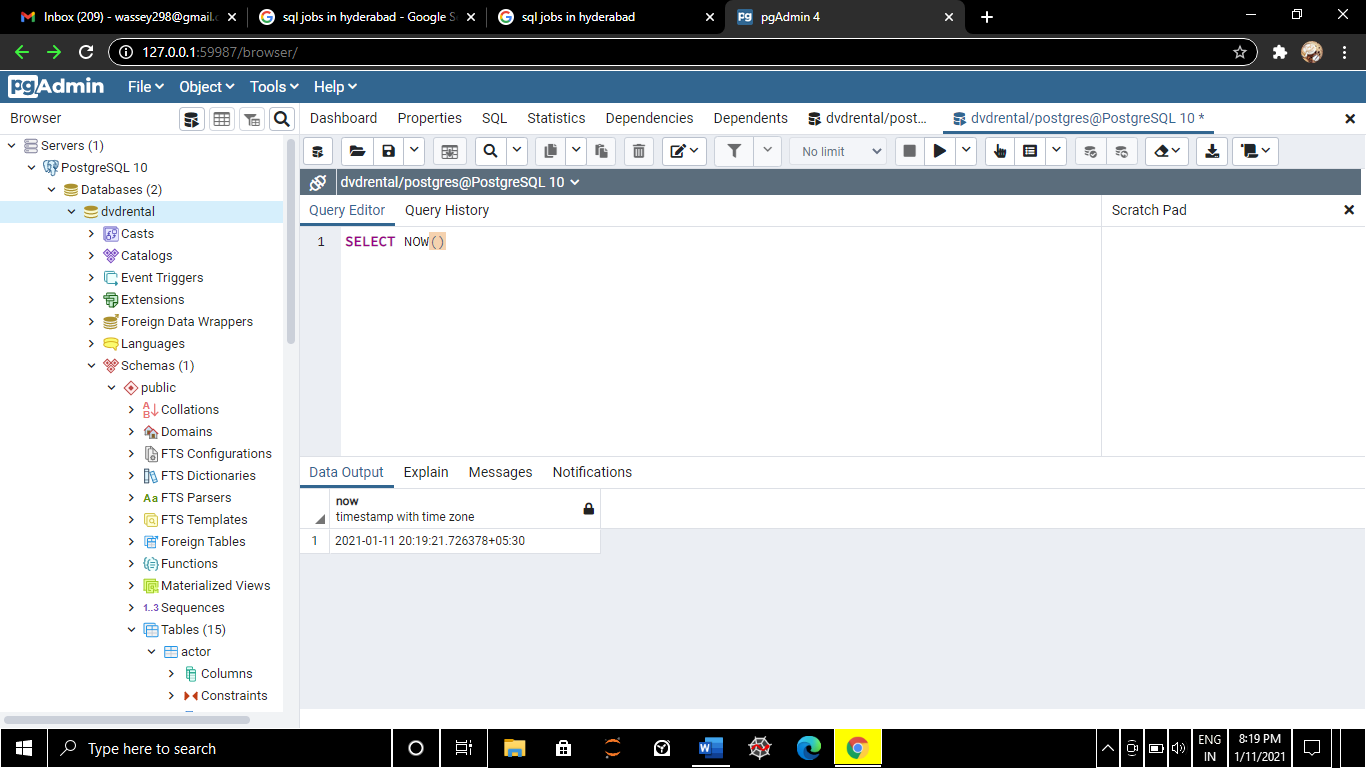 Inbox (209) - wassey298@gmail.c
sql jobs in hyderabad - Google S
sql jobs in hyderabad
pgAdmin 4
127.0.0.1:59987/browser/
pgAdmin File Object Tools Help
Browser
Dashboard Properties SQL Statistics Dependencies Dependents dvdrental/post... dvdrental/postgres@PostgreSQL 10 *
No limit
dvdrental/postgres@PostgreSQL 10
Query Editor Query History
Scratch Pad
1 SELECT NOW()
Servers (1)
PostgreSQL 10
Databases (2)
dvdrental
Casts
Catalogs
Event Triggers
Extensions
Foreign Data Wrappers
Languages
Schemas (1)
public
Collations
Domains
FTS Configurations
FTS Dictionaries
Aa FTS Parsers
FTS Templates
Foreign Tables
Functions
Materialized Views
1..3 Sequences
Tables (15)
actor
Columns
Constraints
Data Output Explain Messages Notifications
now
timestamp with time zone
1 2021-01-11 20:19:21.726378+05:30
Type here to search
ENG
IN
8:19 PM
1/11/2021